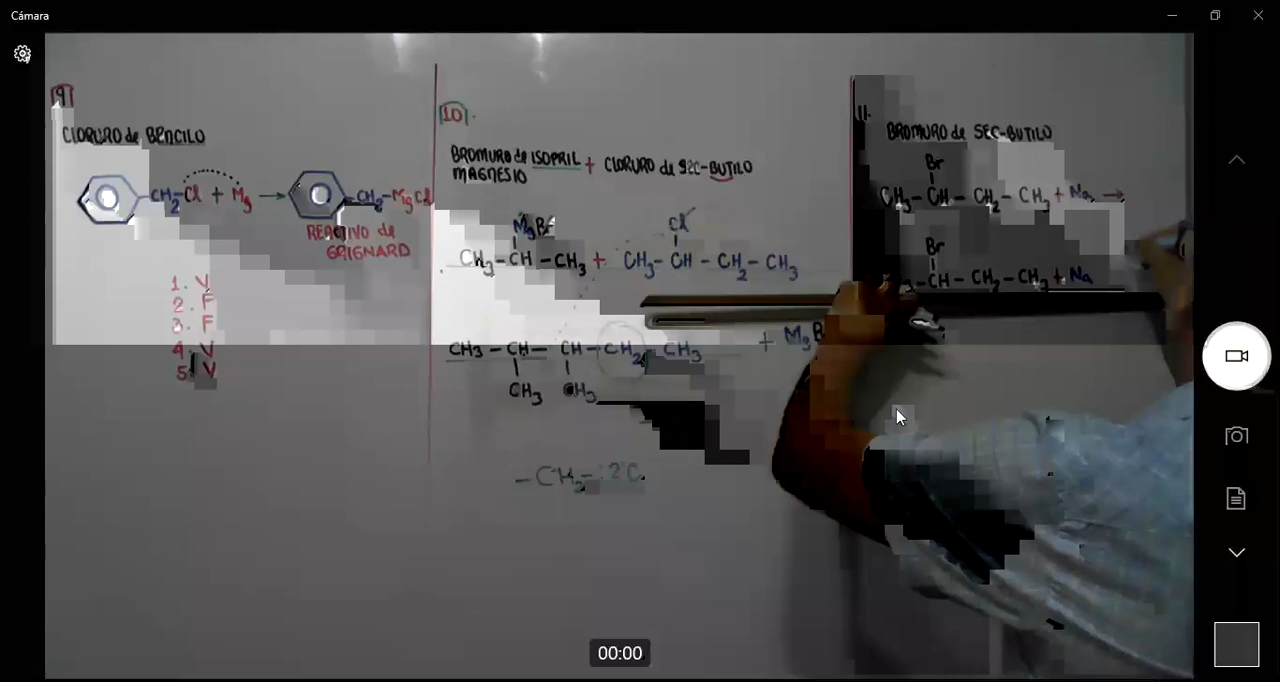 Cámara
9
CLORURO de BENCILO
CH2-Cl + Mg → CH2-MgCl
REACTIVO de
GRIGNARD
1. V
2. F
3. F
4. V
5. V
10.
BROMURO de ISOPRIL + CLORURO de SEC-BUTILO
MAGNESIO
MgBr Cl
CH3 - CH - CH3 + CH3 - CH - CH2 - CH3
CH3 - CH - CH - CH2 - CH3 + MgB
CH3 CH3
- CH2 - : 2°C
11.
BROMURO de SEC-BUTILO
Br
CH3 - CH - CH2 - CH3 + Na →
Br
- CH - CH2 - CH3 + Na
00:00